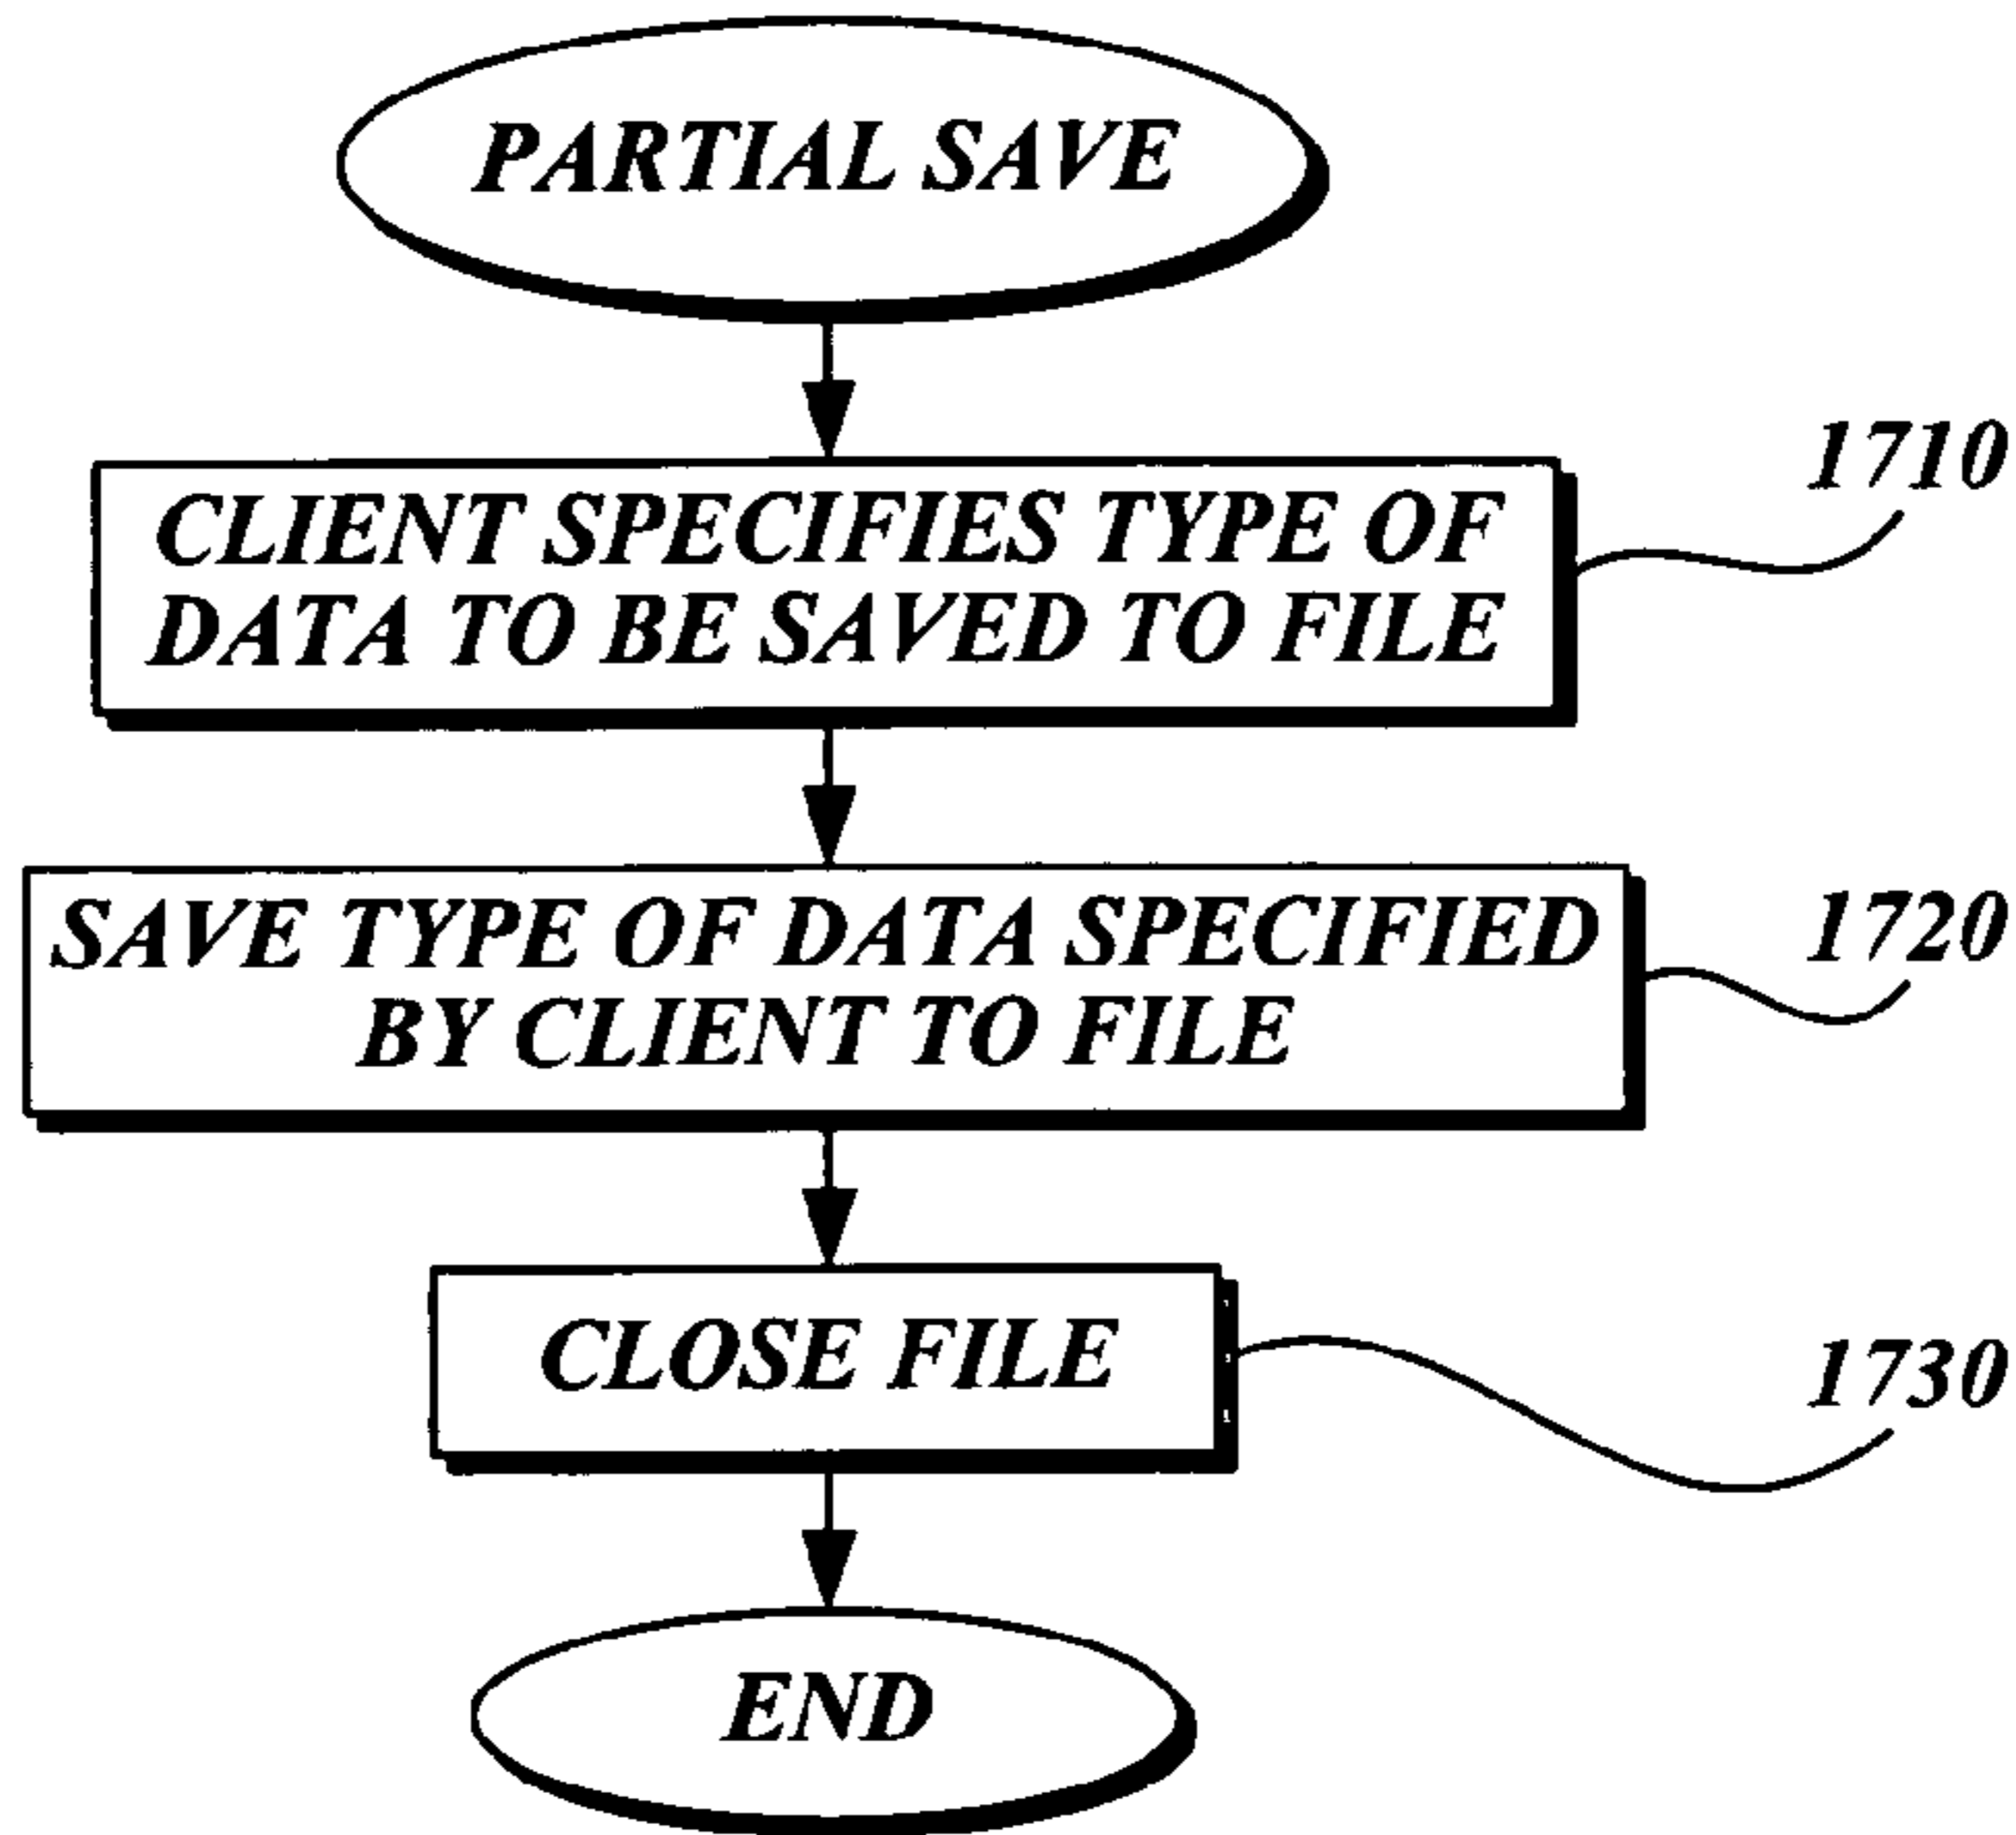 PARTIAL SAVE
1710
CLIENT SPECIFIES TYPE OF
DATA TO BE SAVED TO FILE
1720
SAVE TYPE OF DATA SPECIFIED
BY CLIENT TO FILE
CLOSE FILE
1730
END